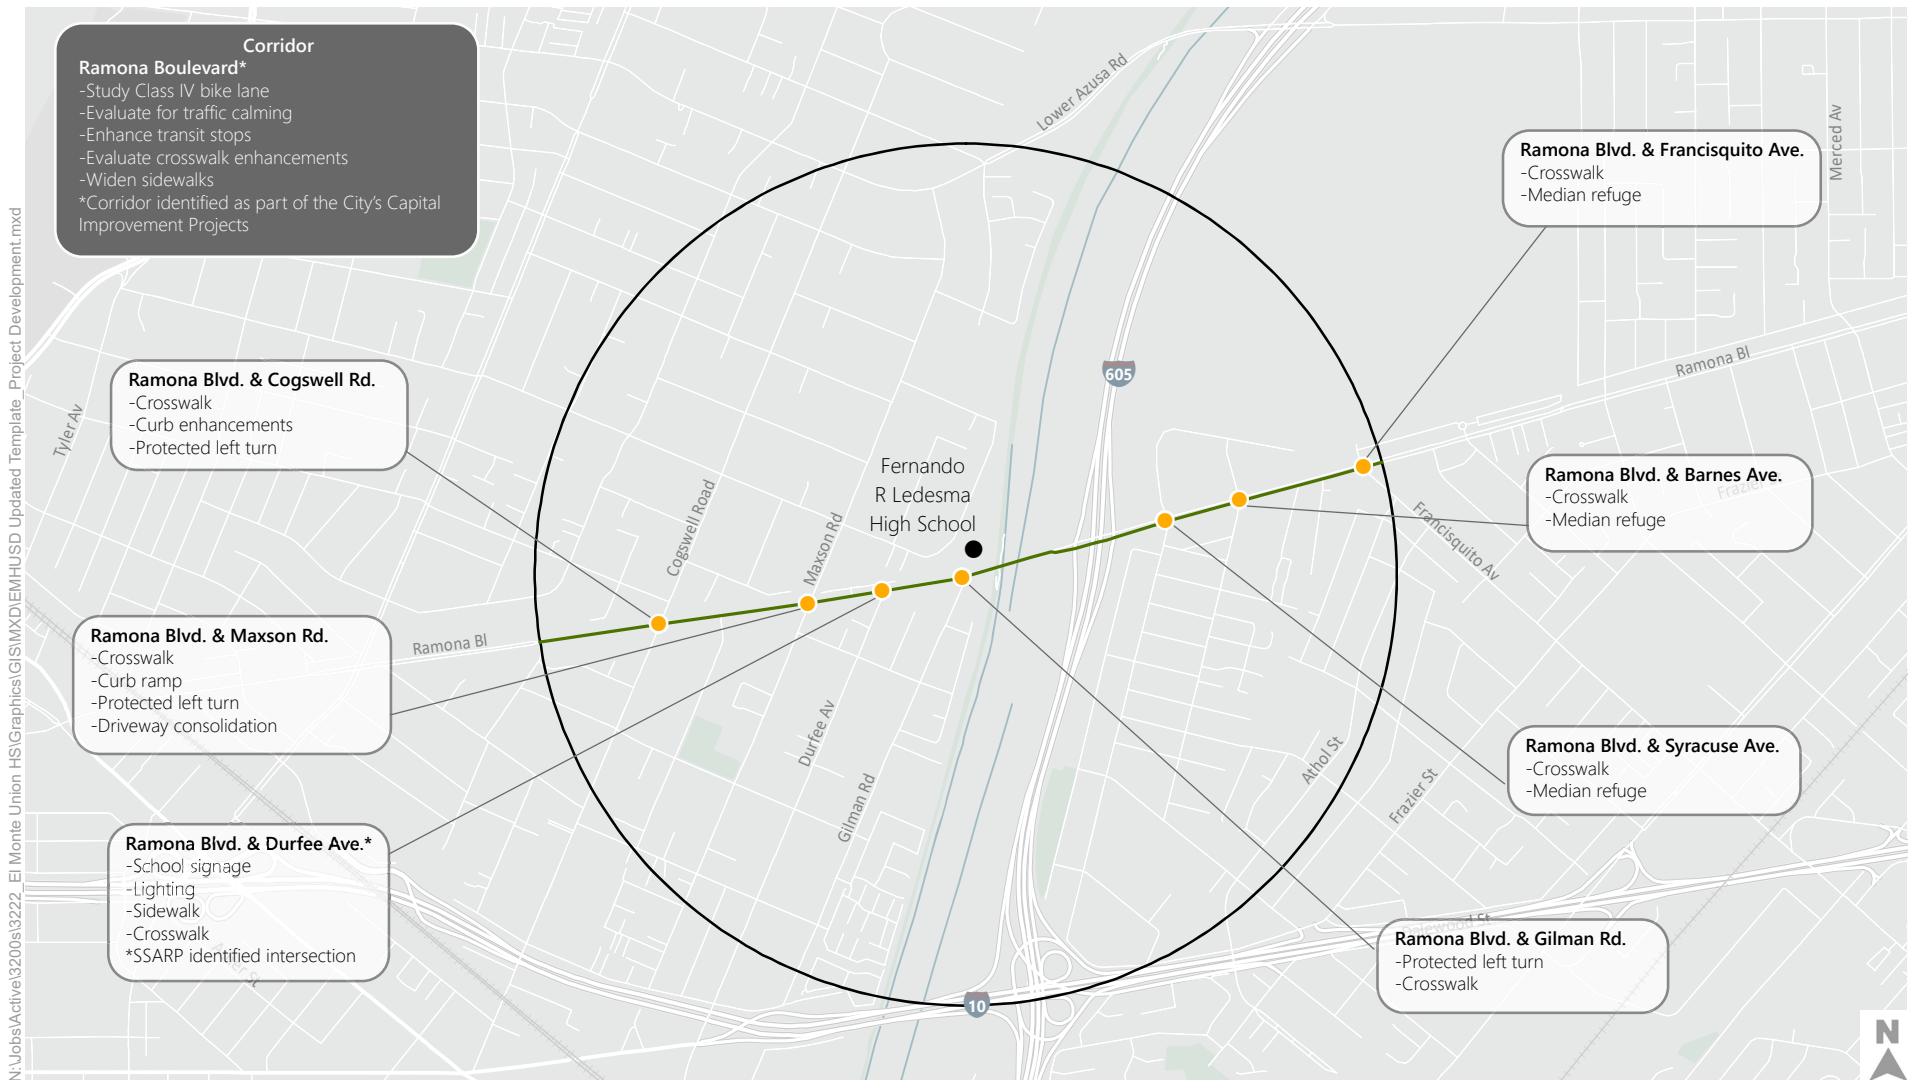 Corridor
Ramona Boulevard*
-Study Class IV bike lane
-Evaluate for traffic calming
-Enhance transit stops
-Evaluate crosswalk enhancements
-Widen sidewalks
*Corridor identified as part of the City's Capital
Improvement Projects
Lower Azusa Rd
Merced Av
Ramona Blvd. & Francisquito Ave.
-Crosswalk
-Median refuge
605
Ramona Bl
Ramona Blvd. & Cogswell Rd.
-Crosswalk
-Curb enhancements
-Protected left turn
Tyler Av
Fernando
R Ledesma
High School
Cogswell Road
Maxson Rd
Ramona Blvd. & Barnes Ave.
-Crosswalk
-Median refuge
Frazier St
Francisquito Av
Ramona Bl
Ramona Blvd. & Maxson Rd.
-Crosswalk
-Curb ramp
-Protected left turn
-Driveway consolidation
Durfee Av
Gilman Rd
Athol St
Frazier St
Ramona Blvd. & Syracuse Ave.
-Crosswalk
-Median refuge
Ramona Blvd. & Durfee Ave.*
-School signage
-Lighting
-Sidewalk
-Crosswalk
*SSARP identified intersection
St
Dalewood St
Ramona Blvd. & Gilman Rd.
-Protected left turn
-Crosswalk
10
N
N:\Jobs\Active\3200s\3222_El Monte Union HS\Graphics\GIS\MXD\EMHUSD Updated Template_Project Development.mxd